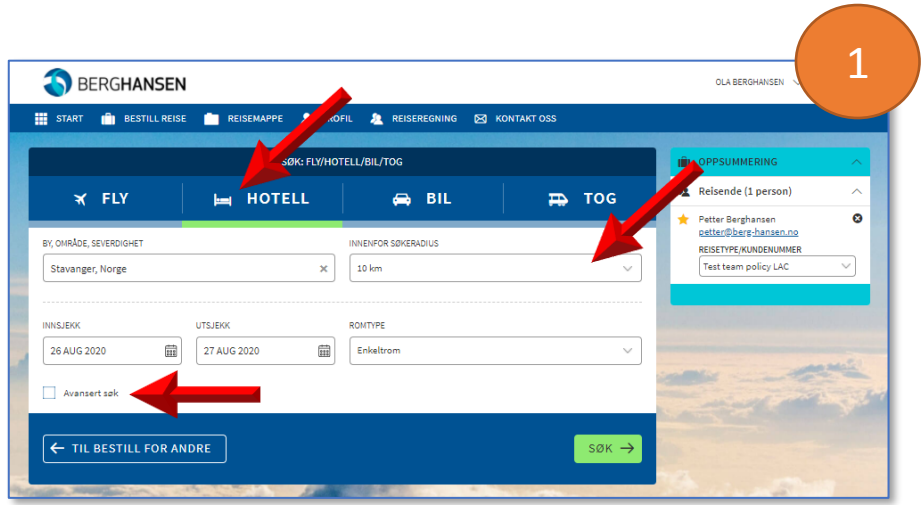 1
BERGHANSEN
OLA BERGHANSEN
START BESTILL REISE REISEMAPPE REISEREGNING KONTAKT OSS
SØK: FLY/HOTELL/BIL/TOG
FLY HOTELL BIL TOG
BY, OMRÅDE, SEVERDIGHET INNENFOR SØKERADIUS
Stavanger, Norge 10 km
INNSJEKK UTSJEKK ROMTYPE
26 AUG 2020 27 AUG 2020 Enkeltrom
Avansert søk
TIL BESTILL FOR ANDRE SØK
OPPSUMMERING
Reisende (1 person)
Petter Berghansen
petter@berg-hansen.no
REISETYPE/KUNDENUMMER
Test team policy LAC